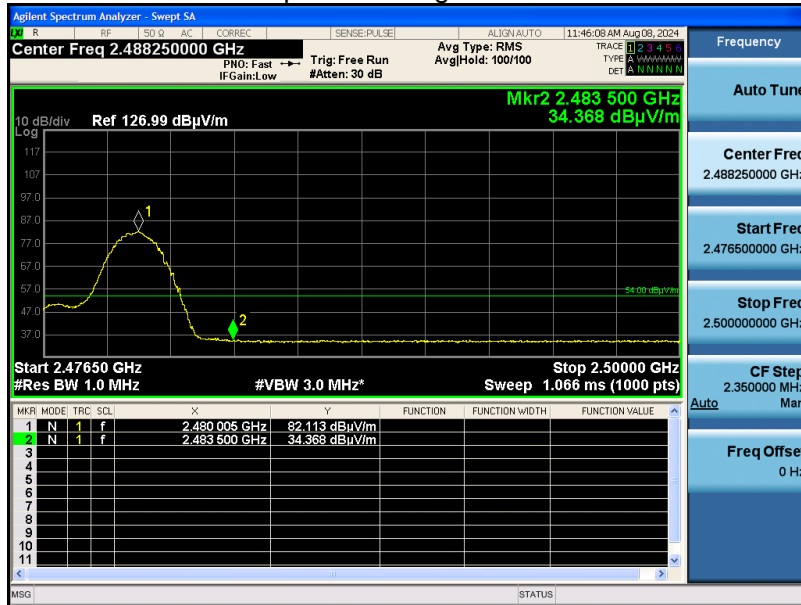 Agilent Spectrum Analyzer - Swept SA
LXI R RF 50 Ω AC CORREC SENSE:PULSE ALIGN AUTO 11:46:08 AM Aug 08, 2024
Center Freq 2.488250000 GHz
PNO: Fast
IFGain:Low
Trig: Free Run
#Atten: 30 dB
Avg Type: RMS
Avg|Hold: 100/100
TRACE 1 2 3 4 5 6
TYPE A WWWWW
DET A N N N N N
Mkr2 2.483 500 GHz
34.368 dBµV/m
10 dB/div Ref 126.99 dBµV/m
Log
117
107
97.0
87.0
77.0
67.0
57.0
47.0
37.0
1
2
54.00 dBµV/m
Start 2.47650 GHz Stop 2.50000 GHz
#Res BW 1.0 MHz #VBW 3.0 MHz* Sweep 1.066 ms (1000 pts)
MKR MODE TRC SCL X Y FUNCTION FUNCTION WIDTH FUNCTION VALUE
1 N 1 f 2.480 005 GHz 82.113 dBµV/m
2 N 1 f 2.483 500 GHz 34.368 dBµV/m
3
4
5
6
7
8
9
10
11
MSG STATUS
Frequency
Auto Tune
Center Freq
2.488250000 GHz
Start Freq
2.476500000 GHz
Stop Freq
2.500000000 GHz
CF Step
2.350000 MHz
Auto Man
Freq Offset
0 Hz